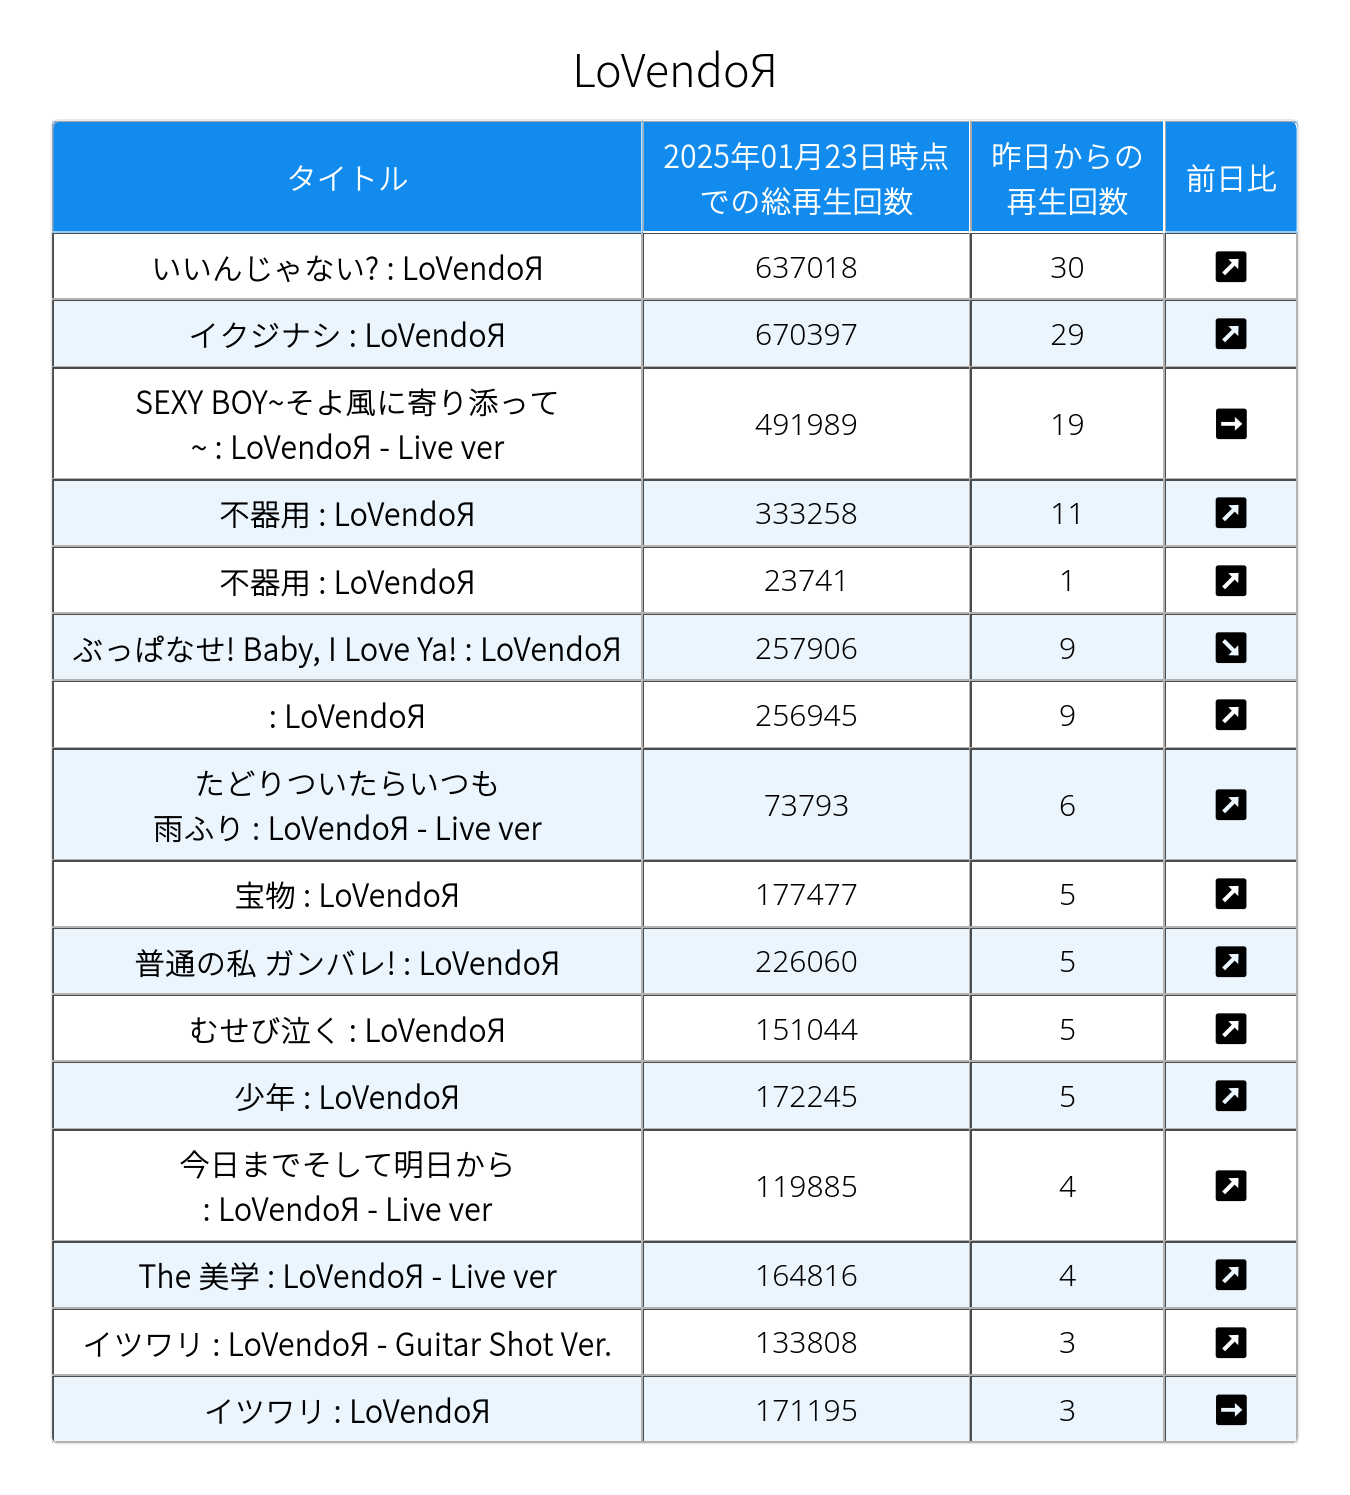 LoVendoЯ
タイトル
2025年01月23日時点
での総再生回数
昨日からの
再生回数
前日比
いいんじゃない? : LoVendoЯ 637018 30
イクジナシ : LoVendoЯ 670397 29
SEXY BOY~そよ風に寄り添って
~ : LoVendoЯ - Live ver 491989 19
不器用 : LoVendoЯ 333258 11
不器用 : LoVendoЯ 23741 1
ぶっぱなせ! Baby, I Love Ya! : LoVendoЯ 257906 9
: LoVendoЯ 256945 9
たどりついたらいつも
雨ふり : LoVendoЯ - Live ver 73793 6
宝物 : LoVendoЯ 177477 5
普通の私 ガンバレ! : LoVendoЯ 226060 5
むせび泣く : LoVendoЯ 151044 5
少年 : LoVendoЯ 172245 5
今日までそして明日から
: LoVendoЯ - Live ver 119885 4
The 美学 : LoVendoЯ - Live ver 164816 4
イツワリ : LoVendoЯ - Guitar Shot Ver. 133808 3
イツワリ : LoVendoЯ 171195 3